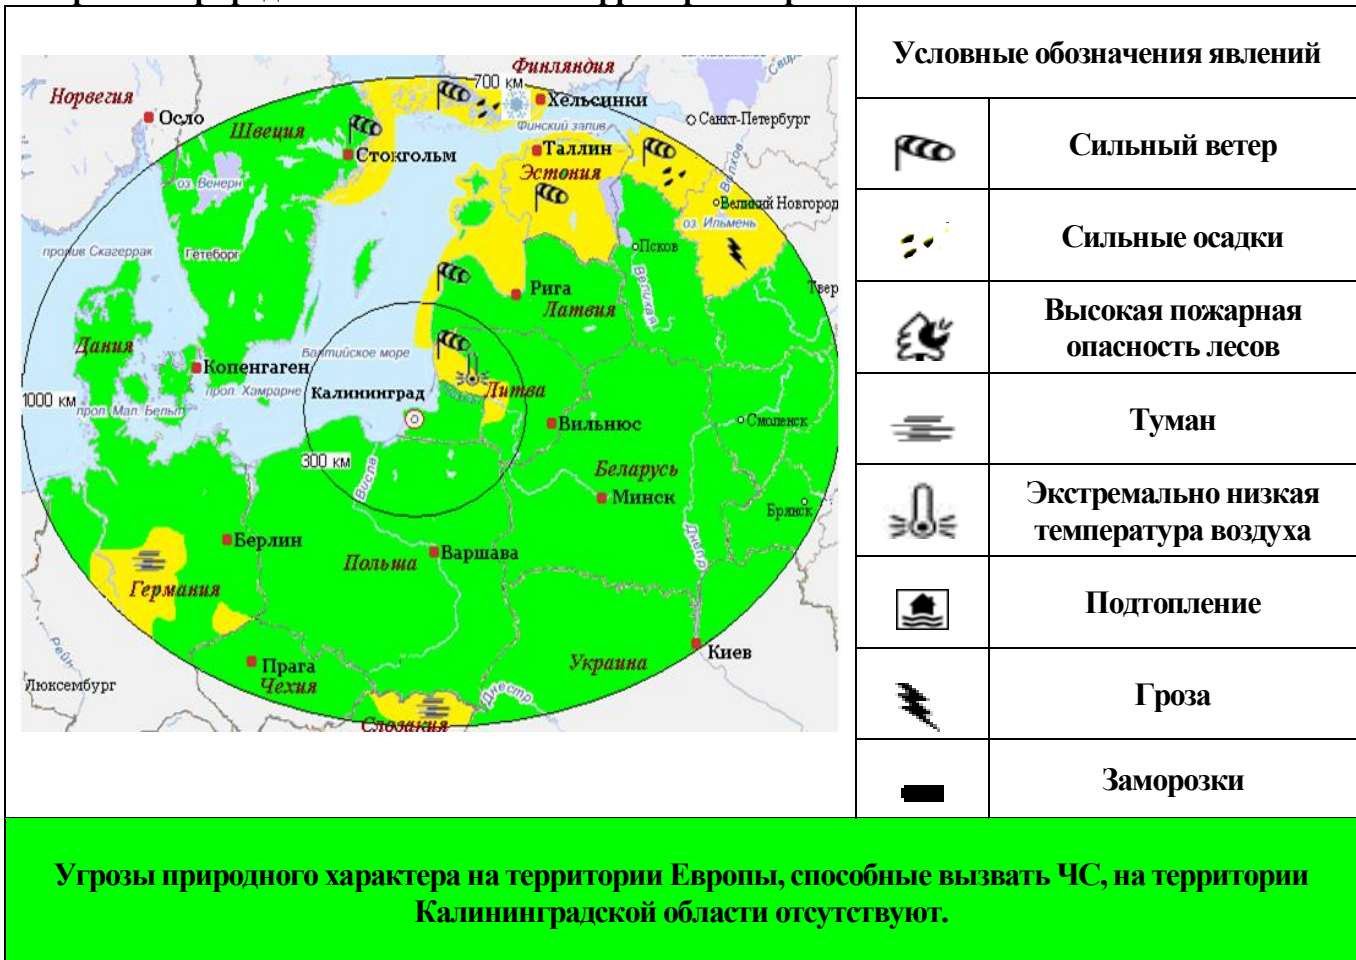 Условные обозначения явлений
Сильный ветер
Сильные осадки
Высокая пожарная
опасность лесов
Туман
Экстремально низкая
температура воздуха
Подтопление
Гроза
Заморозки
Финляндия
700 км
Норвегия
Хельсинки
Осло
Санкт-Петербург
Швеция
Финский залив
Волхов
Стокгольм
Таллин
Эстония
оз. Венерн
Великий Новгород
оз. Ильмень
пролив Скагеррак
Гетеборг
Псков
Великая
Рига
Твер
Латвия
Дания
Балтийское море
Копенгаген
прол. Хамрарне
Калининград
Литва
1000 км
прол. Мал. Бельт
Вильнюс
Смоленск
300 км
Висла
Беларусь
Минск
Брянск
Днепр
Берлин
Варшава
Польша
Германия
Рейн
Прага
Чехия
Украина
Киев
Люксембург
Днестр
Словакия
Угрозы природного характера на территории Европы, способные вызвать ЧС, на территории
Калининградской области отсутствуют.